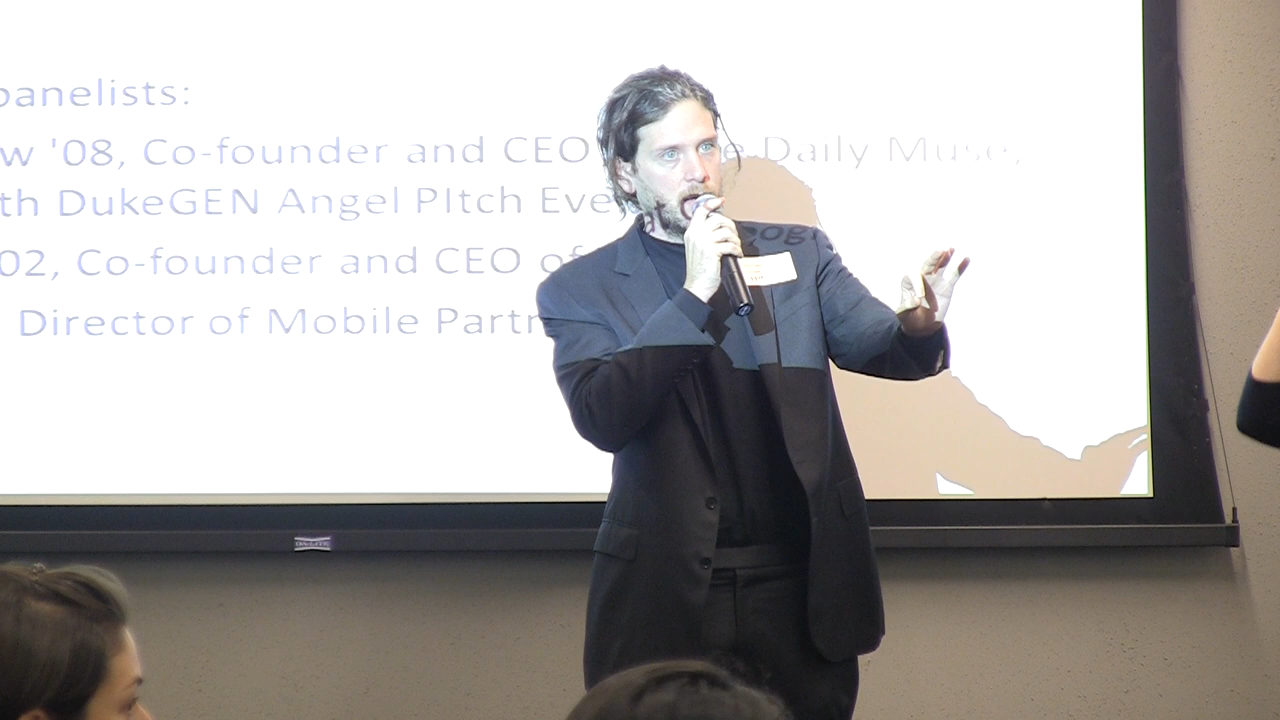 panelists:
w '08, Co-founder and CEO Daily Muse,
th DukeGEN Angel PItch Eve
02, Co-founder and CEO of
Director of Mobile Partn